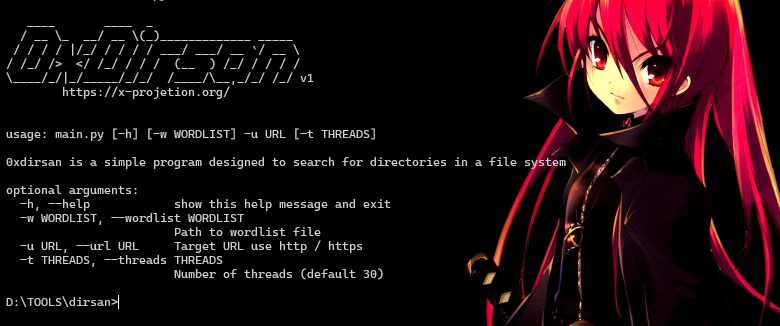 0xdirsan v1
https://x-projetion.org/
usage: main.py [-h] [-w WORDLIST] -u URL [-t THREADS]
0xdirsan is a simple program designed to search for directories in a file system
optional arguments:
-h, --help show this help message and exit
-w WORDLIST, --wordlist WORDLIST
Path to wordlist file
-u URL, --url URL Target URL use http / https
-t THREADS, --threads THREADS
Number of threads (default 30)
D:\TOOLS\dirsan>